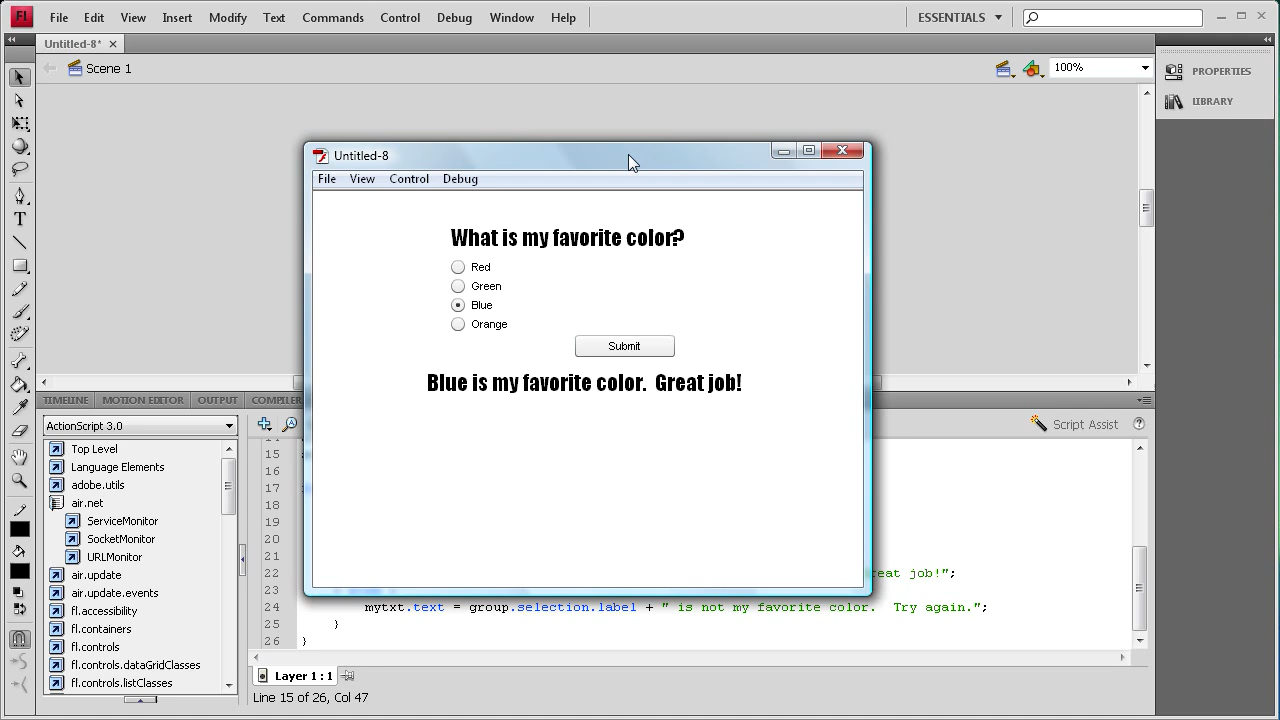 Fl File Edit View Insert Modify Text Commands Control Debug Window Help ESSENTIALS
Untitled-8*
Scene 1 100%
PROPERTIES
LIBRARY
Untitled-8
File View Control Debug
What is my favorite color?
Red
Green
Blue
Orange
Submit
Blue is my favorite color.  Great job!
TIMELINE MOTION EDITOR OUTPUT COMPILER
ActionScript 3.0 Script Assist
Top Level
Language Elements
adobe.utils
air.net
ServiceMonitor
SocketMonitor
URLMonitor
air.update
air.update.events
fl.accessibility
fl.containers
fl.controls
fl.controls.dataGridClasses
fl.controls.listClasses
15
16
17
18
19
20
21
22 reat job!";
23
24 mytxt.text = group.selection.label + " is not my favorite color.  Try again.";
25 }
26 }
Layer 1 : 1
Line 15 of 26, Col 47